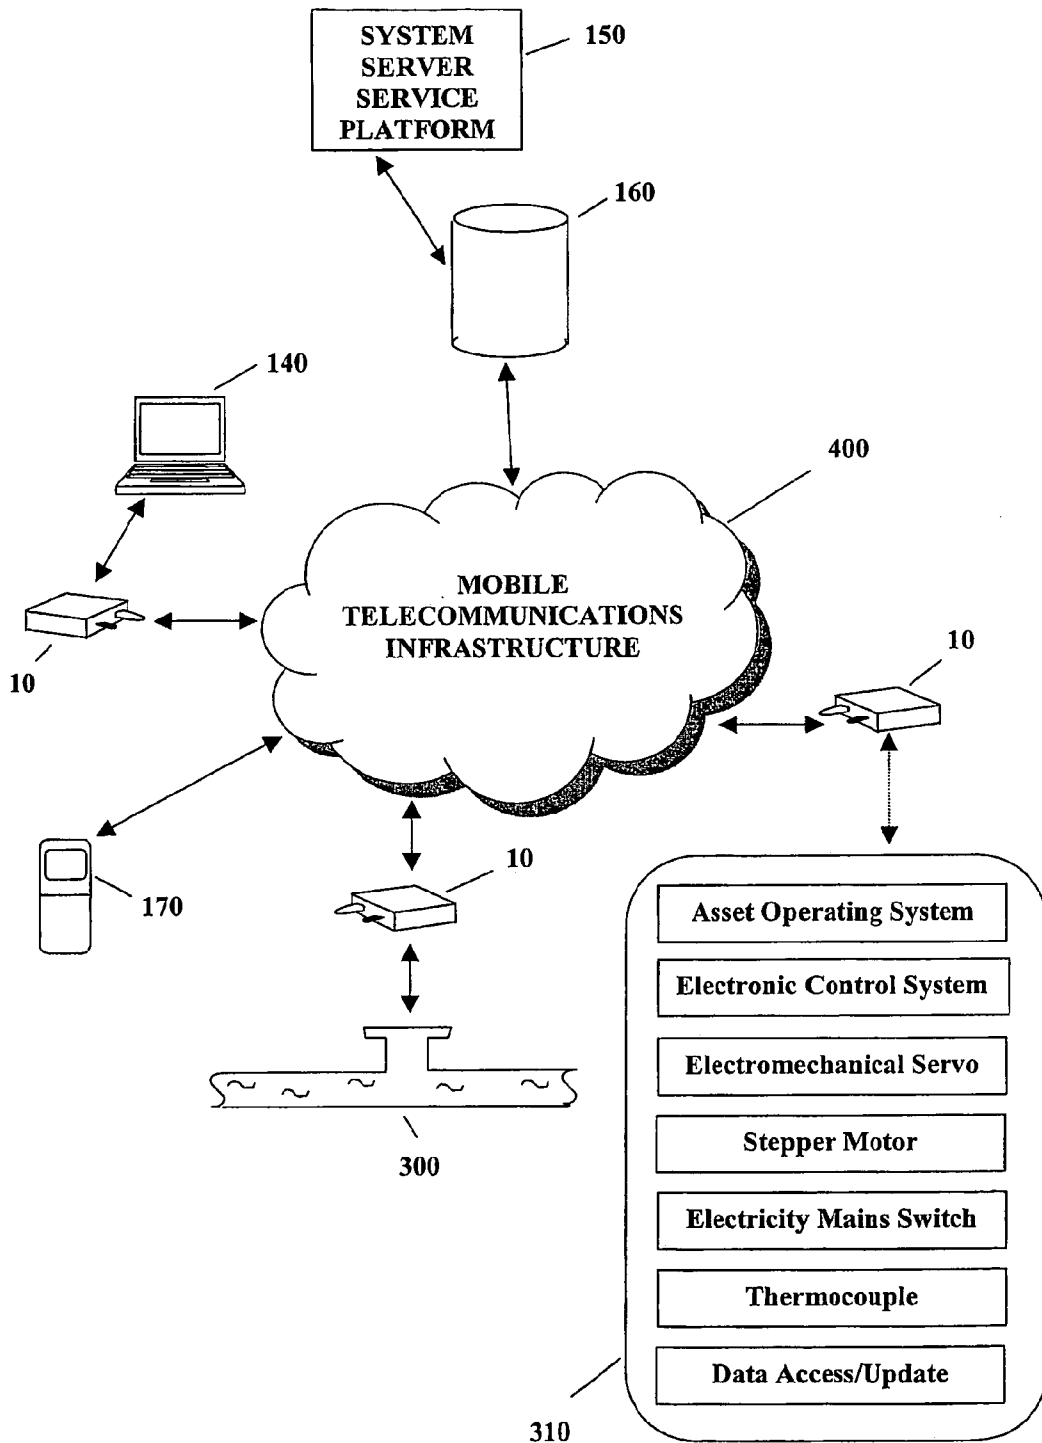 SYSTEM
SERVER
SERVICE
PLATFORM
150
160
140
400
MOBILE
TELECOMMUNICATIONS
INFRASTRUCTURE
10
10
10
170
Asset Operating System
Electronic Control System
Electromechanical Servo
Stepper Motor
300
Electricity Mains Switch
Thermocouple
Data Access/Update
310